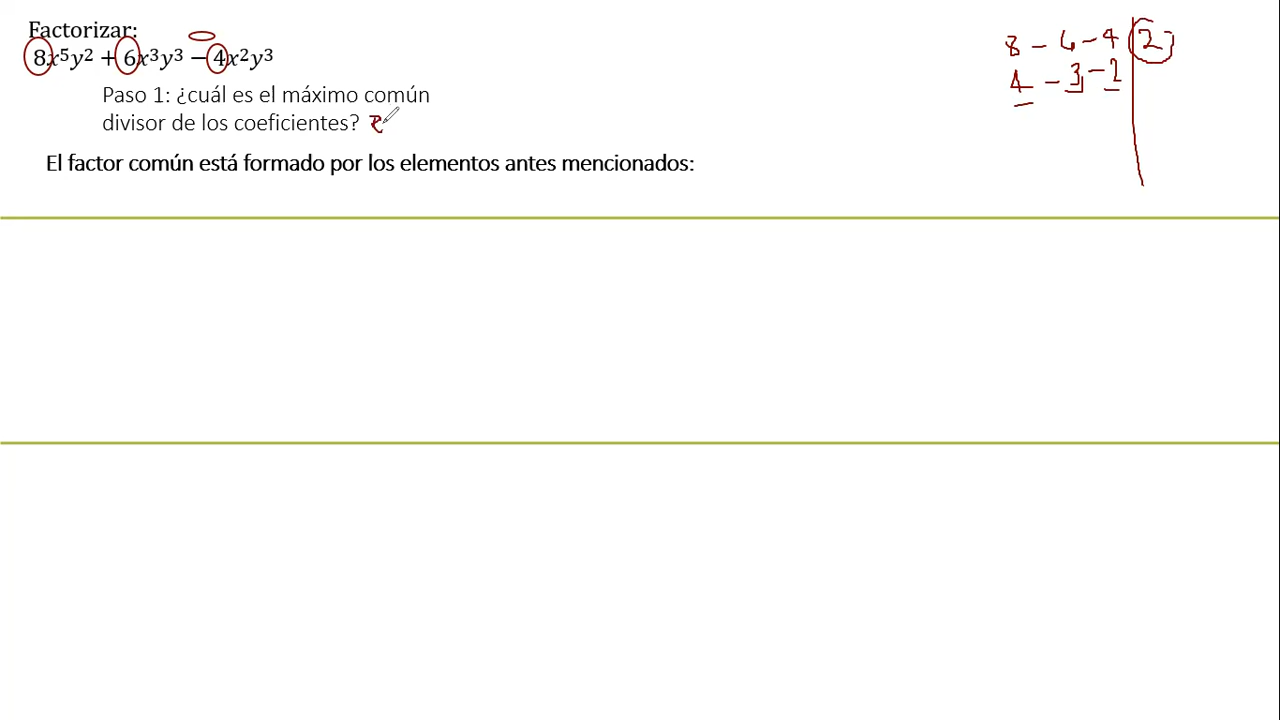 Factorizar:
8x⁵y² + 6x³y³ − 4x²y³
Paso 1: ¿cuál es el máximo común
divisor de los coeficientes?
El factor común está formado por los elementos antes mencionados:
8 - 6 - 4 | 2
4 - 3 - 2